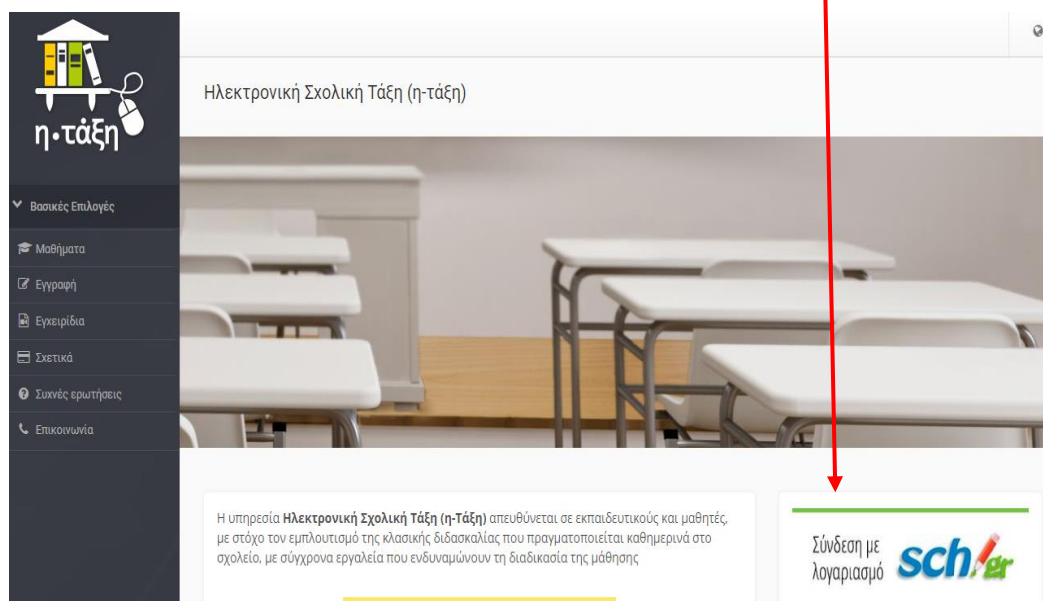 η·τάξη
Βασικές Επιλογές
Μαθήματα
Εγγραφή
Εγχειρίδια
Σχετικά
Συχνές ερωτήσεις
Επικοινωνία
Ηλεκτρονική Σχολική Τάξη (η-τάξη)
Η υπηρεσία Ηλεκτρονική Σχολική Τάξη (η-Τάξη) απευθύνεται σε εκπαιδευτικούς και μαθητές,
με στόχο τον εμπλουτισμό της κλασικής διδασκαλίας που πραγματοποιείται καθημερινά στο
σχολείο, με σύγχρονα εργαλεία που ενδυναμώνουν τη διαδικασία της μάθησης
Σύνδεση με
λογαριασμό
sch/gr